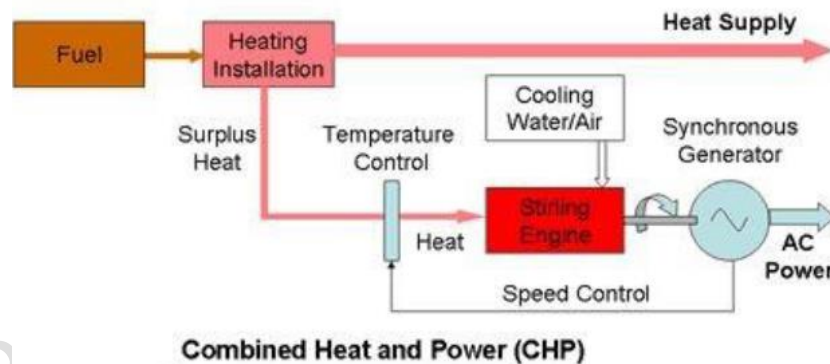 Heat Supply
Fuel
Heating
Installation
Cooling
Water/Air
Surplus
Heat
Temperature
Control
Synchronous
Generator
Stirling
Engine
Heat
AC
Power
Speed Control
Combined Heat and Power (CHP)